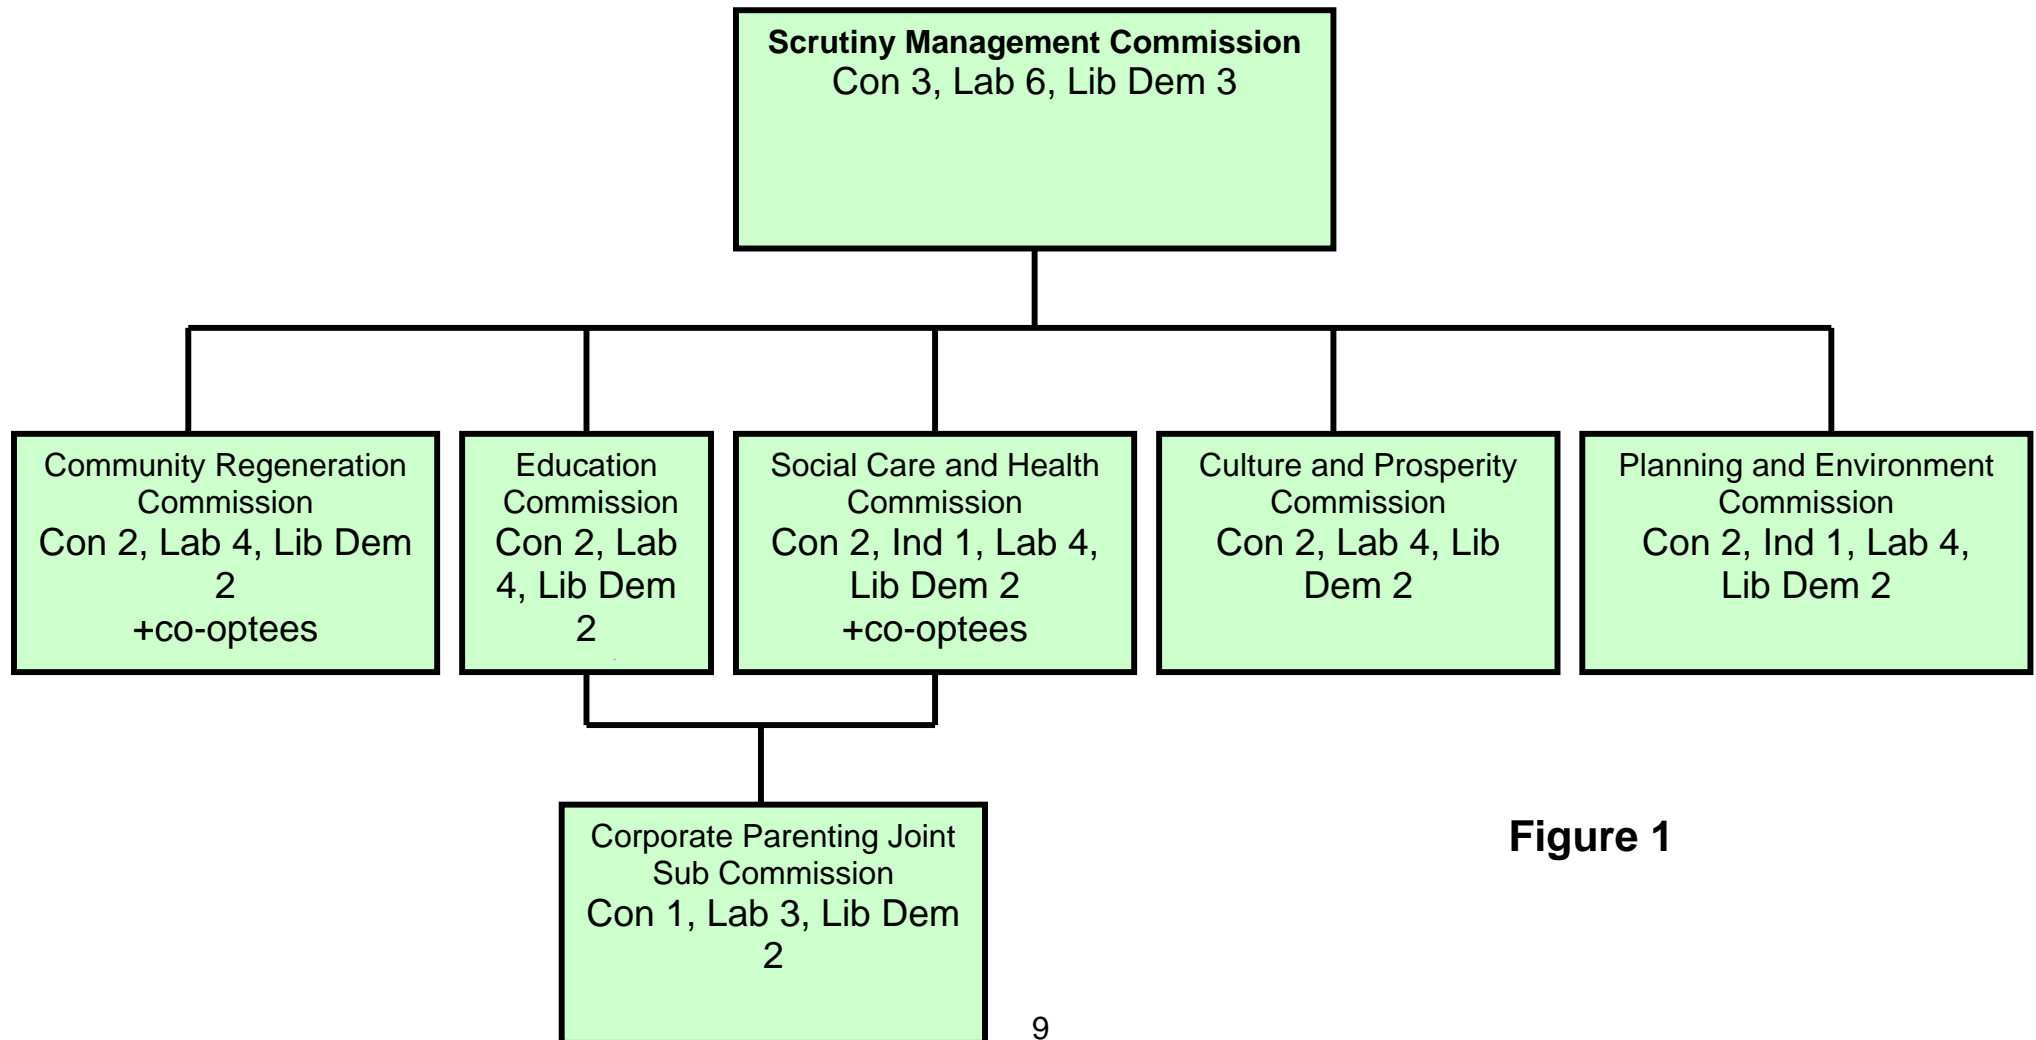 Scrutiny Management Commission
Con 3, Lab 6, Lib Dem 3
Community Regeneration
Commission
Con 2, Lab 4, Lib Dem
2
+co-optees
Education
Commission
Con 2, Lab
4, Lib Dem
2
Social Care and Health
Commission
Con 2, Ind 1, Lab 4,
Lib Dem 2
+co-optees
Culture and Prosperity
Commission
Con 2, Lab 4, Lib
Dem 2
Planning and Environment
Commission
Con 2, Ind 1, Lab 4,
Lib Dem 2
Corporate Parenting Joint
Sub Commission
Con 1, Lab 3, Lib Dem
2
Figure 1
9